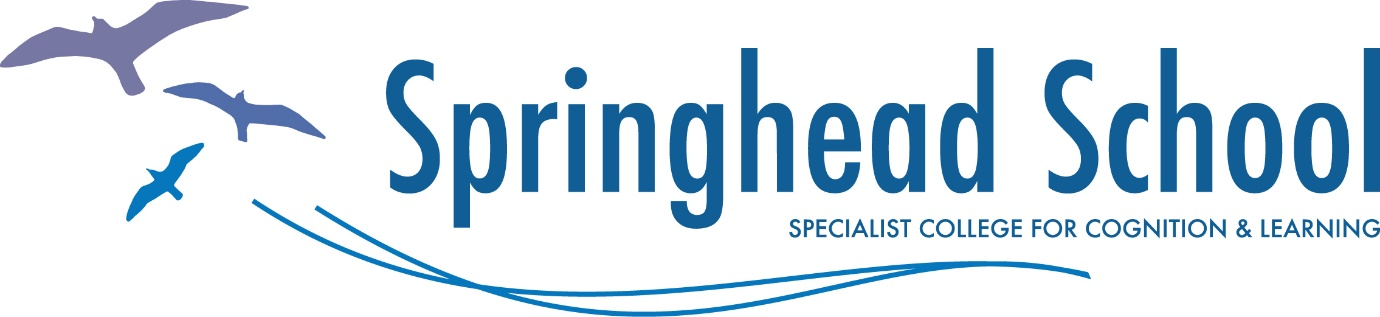 Springhead School
SPECIALIST COLLEGE FOR COGNITION & LEARNING